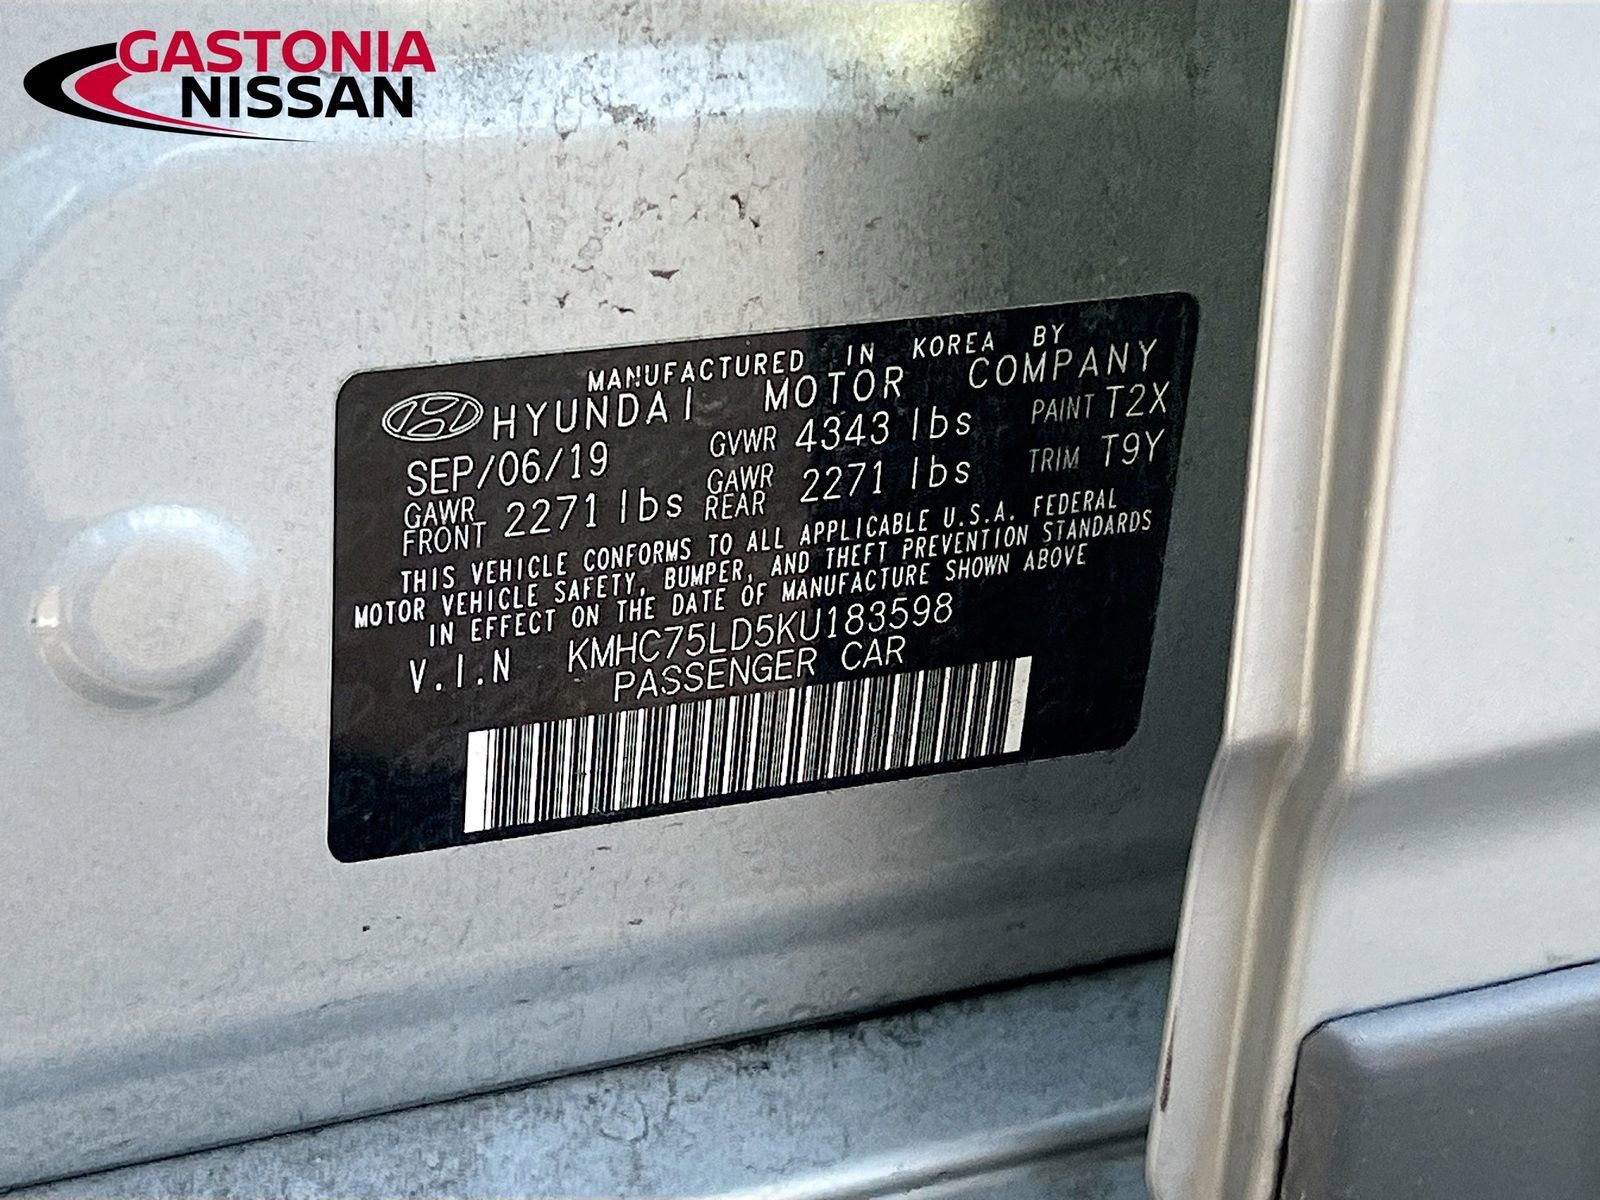 GASTONIA
NISSAN
MANUFACTURED IN KOREA BY
HYUNDAI MOTOR COMPANY
SEP/06/19 GVWR 4343 lbs PAINT T2X
GAWR FRONT 2271 lbs GAWR REAR 2271 lbs TRIM T9Y
THIS VEHICLE CONFORMS TO ALL APPLICABLE U.S.A. FEDERAL
MOTOR VEHICLE SAFETY, BUMPER, AND THEFT PREVENTION STANDARDS
IN EFFECT ON THE DATE OF MANUFACTURE SHOWN ABOVE
V.I.N KMHC75LD5KU183598
PASSENGER CAR